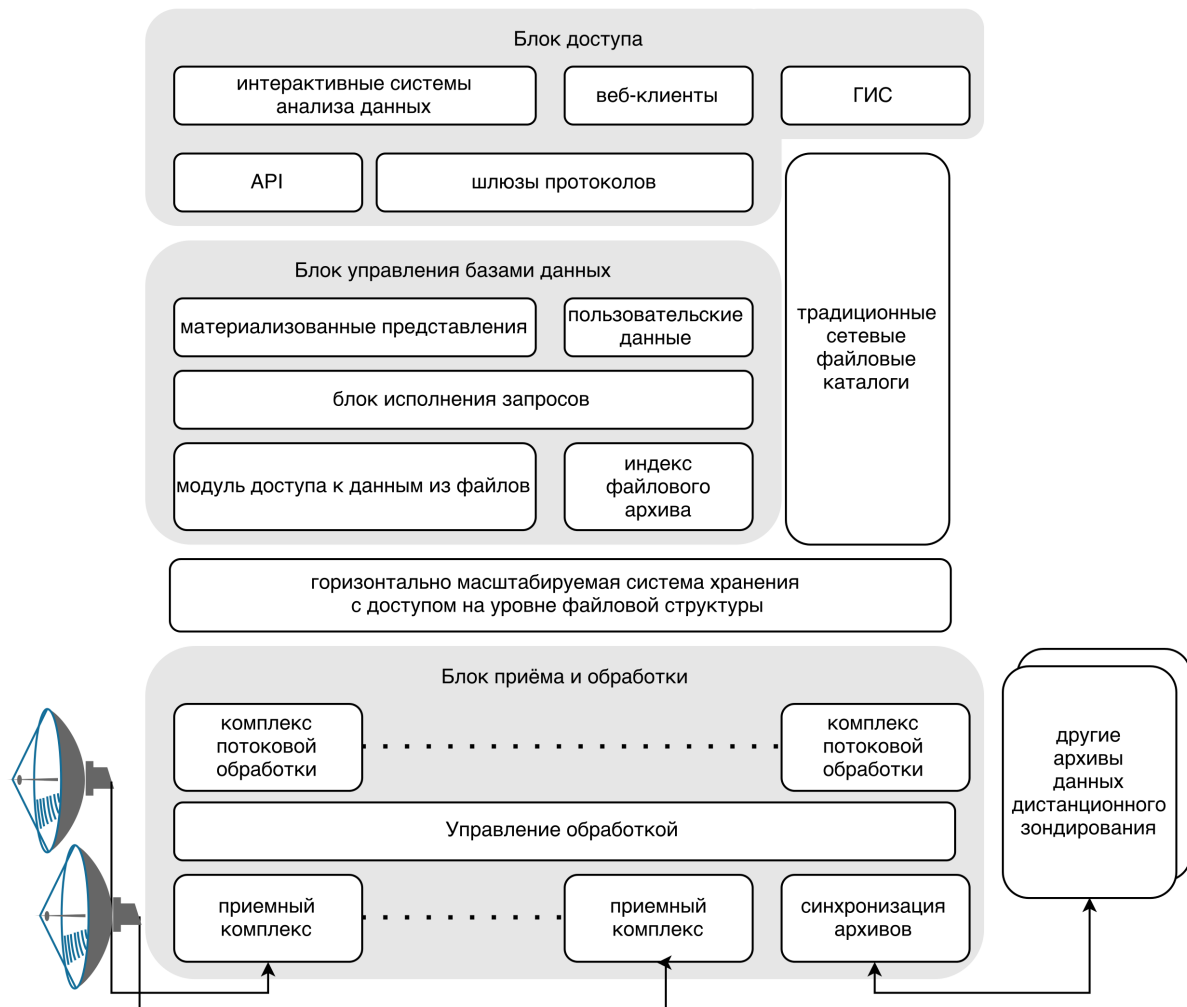 Блок доступа
интерактивные системы
анализа данных
веб-клиенты
ГИС
API
шлюзы протоколов
Блок управления базами данных
материализованные представления
пользовательские
данные
блок исполнения запросов
модуль доступа к данным из файлов
индекс
файлового
архива
традиционные
сетевые
файловые
каталоги
горизонтально масштабируемая система хранения
с доступом на уровне файловой структуры
Блок приёма и обработки
комплекс
потоковой
обработки
комплекс
потоковой
обработки
Управление обработкой
приемный
комплекс
приемный
комплекс
синхронизация
архивов
другие
архивы
данных
дистанционного
зондирования